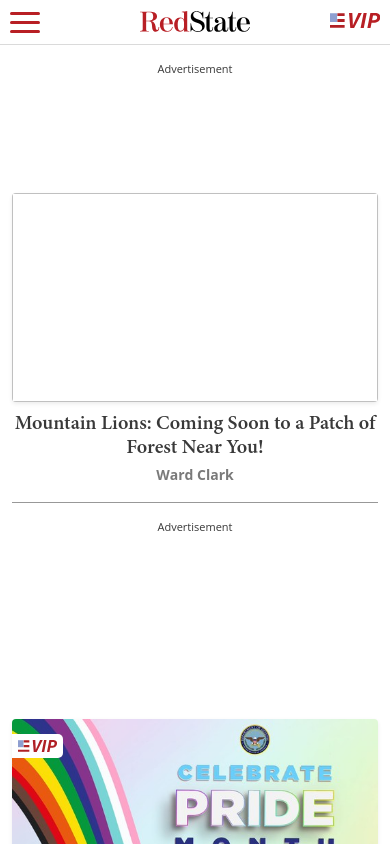 RedState
VIP
Advertisement
Mountain Lions: Coming Soon to a Patch of
Forest Near You!
Ward Clark
Advertisement
VIP
CELEBRATE
PRIDE
MONTH